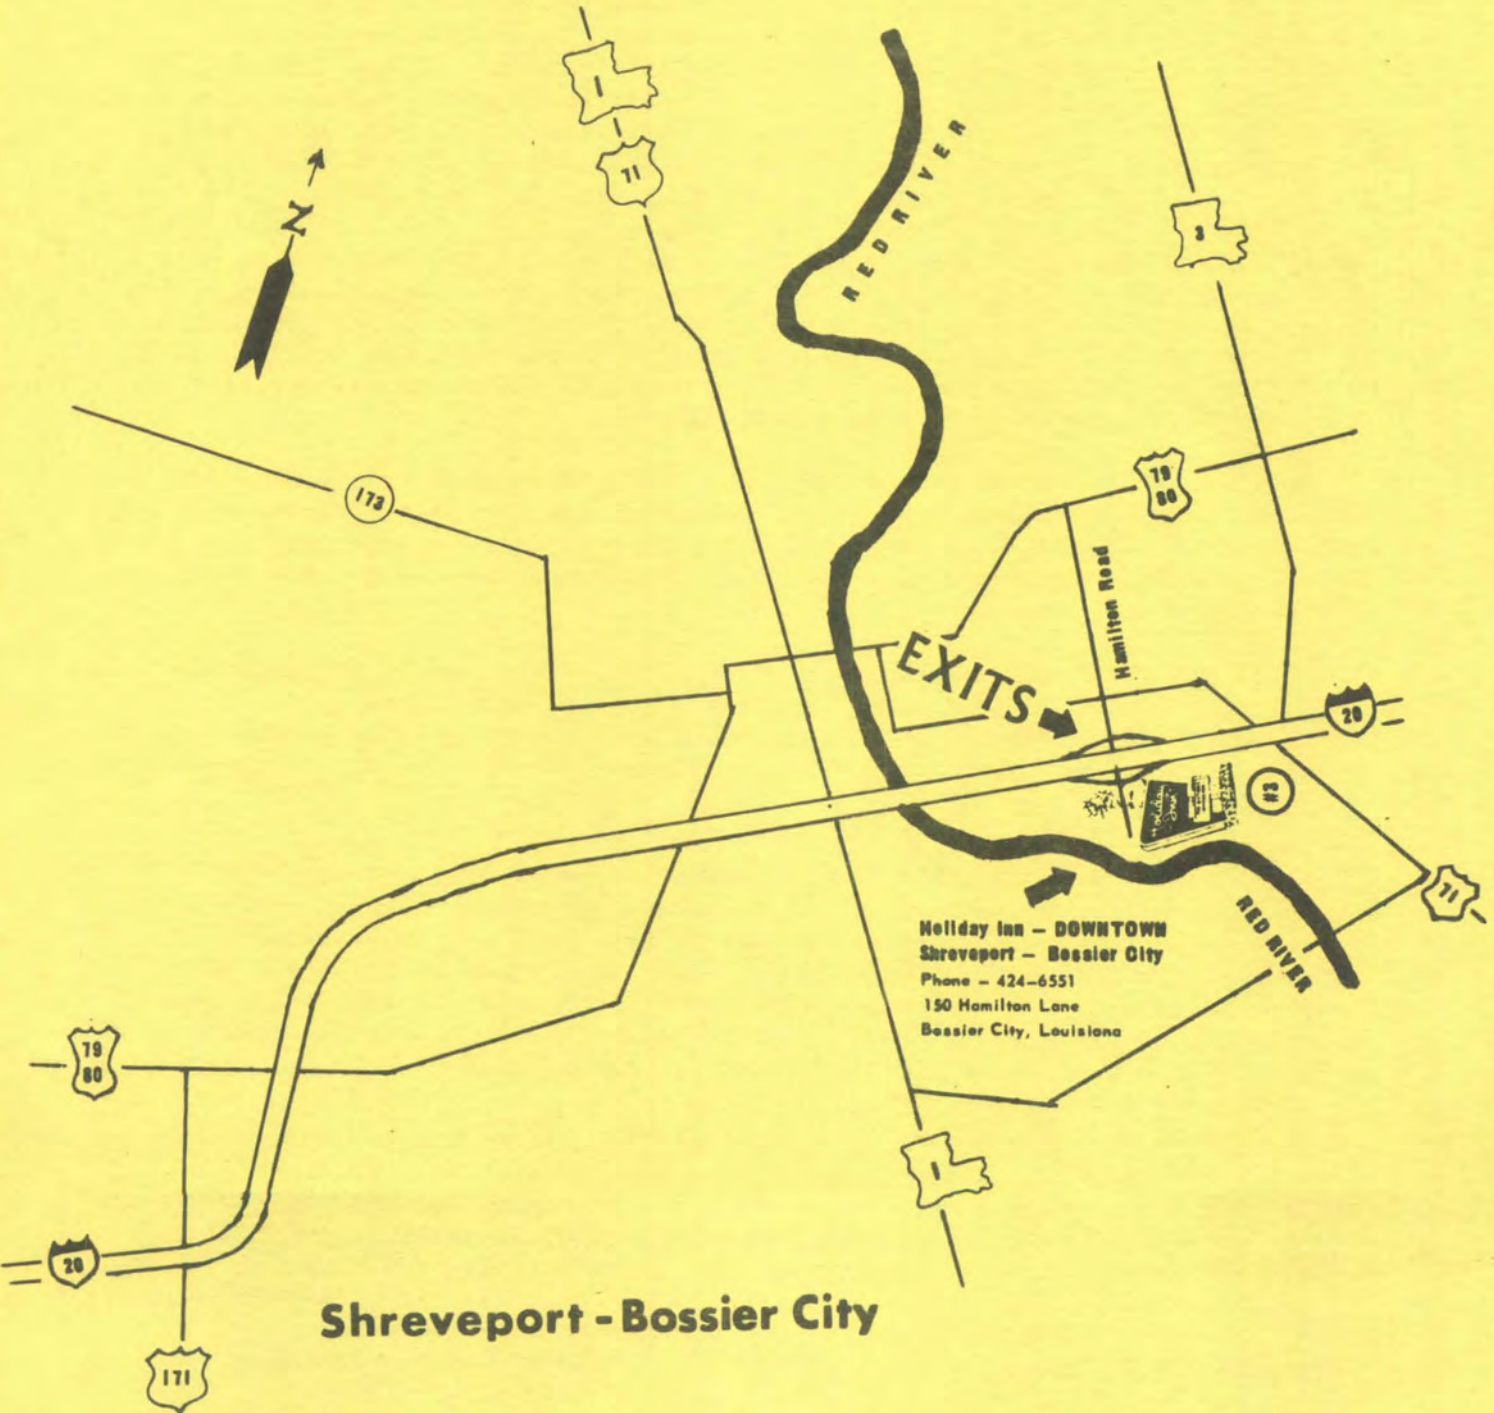 1
71
RED RIVER
3
N
173
79
80
Hamilton Road
EXITS
20
#3
Holiday Inn
71
Holiday Inn – DOWNTOWN
Shreveport – Bossier City
Phone – 424-6551
150 Hamilton Lane
Bossier City, Louisiana
RED RIVER
79
80
1
20
Shreveport - Bossier City
171